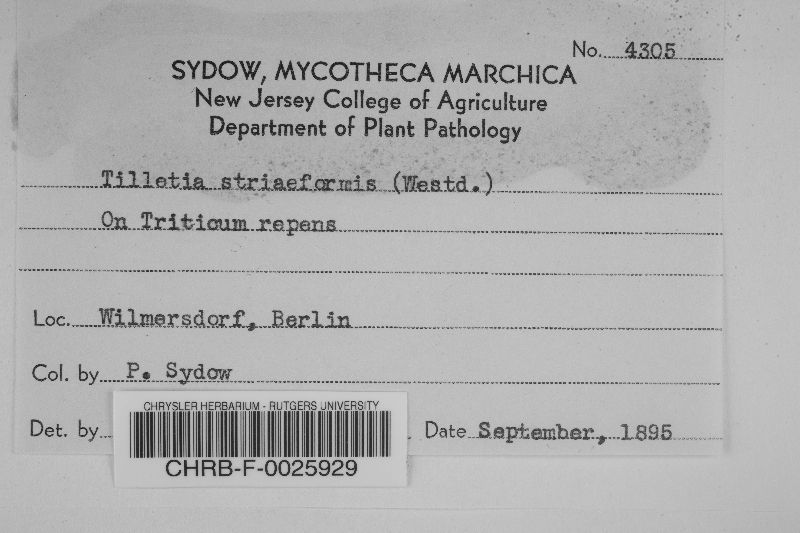 No. 4305
SYDOW, MYCOTHECA MARCHICA
New Jersey College of Agriculture
Department of Plant Pathology
Tilletia striaeformis (Westd.)
On Triticum repens
Loc. Wilmersdorf, Berlin
Col. by P. Sydow
Det. by Date September, 1895
CHRYSLER HERBARIUM - RUTGERS UNIVERSITY
CHRB-F-0025929